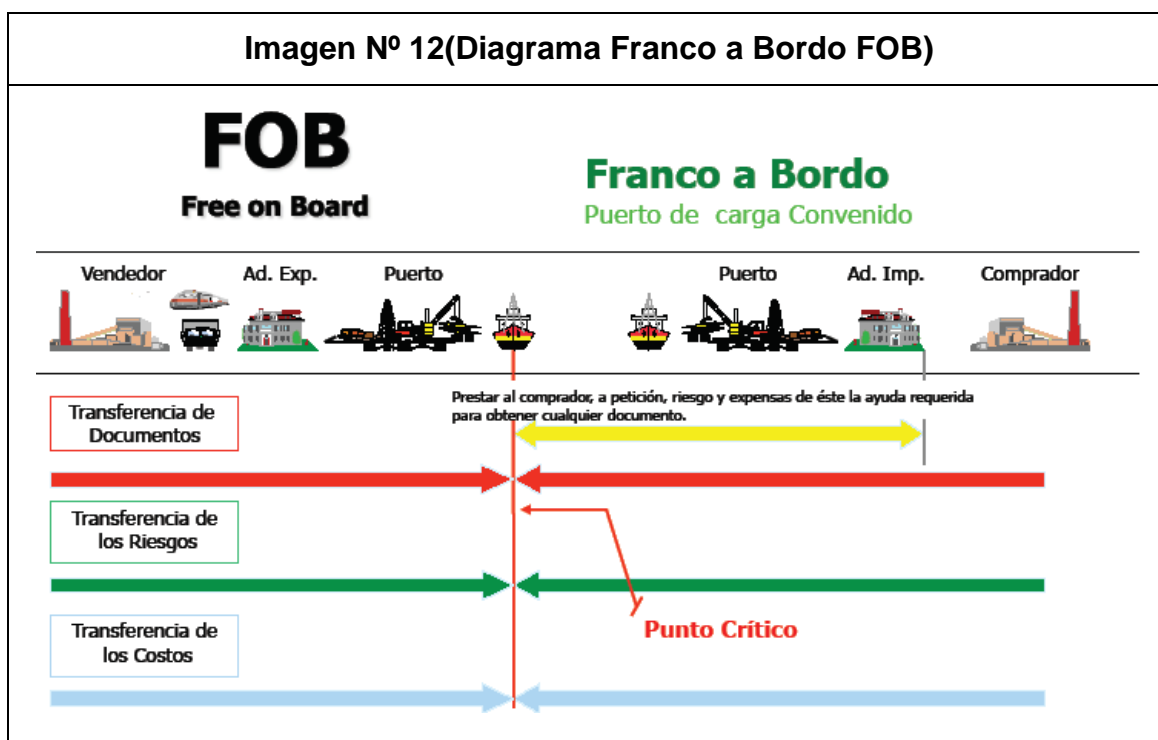 Imagen Nº 12(Diagrama Franco a Bordo FOB)
FOB
Free on Board
Franco a Bordo
Puerto de carga Convenido
Vendedor
Ad. Exp.
Puerto
Puerto
Ad. Imp.
Comprador
Prestar al comprador, a petición, riesgo y expensas de éste la ayuda requerida
para obtener cualquier documento.
Transferencia de
Documentos
Transferencia de
los Riesgos
Punto Crítico
Transferencia de
los Costos